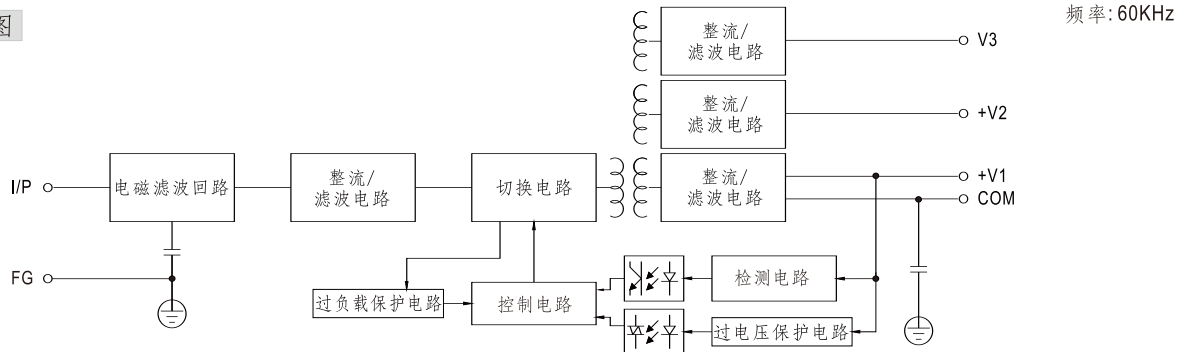 图
频率:60KHz
整流/
滤波电路
V3
整流/
滤波电路
+V2
I/P
电磁滤波回路
整流/
滤波电路
切换电路
整流/
滤波电路
+V1
COM
FG
过负载保护电路
控制电路
检测电路
过电压保护电路